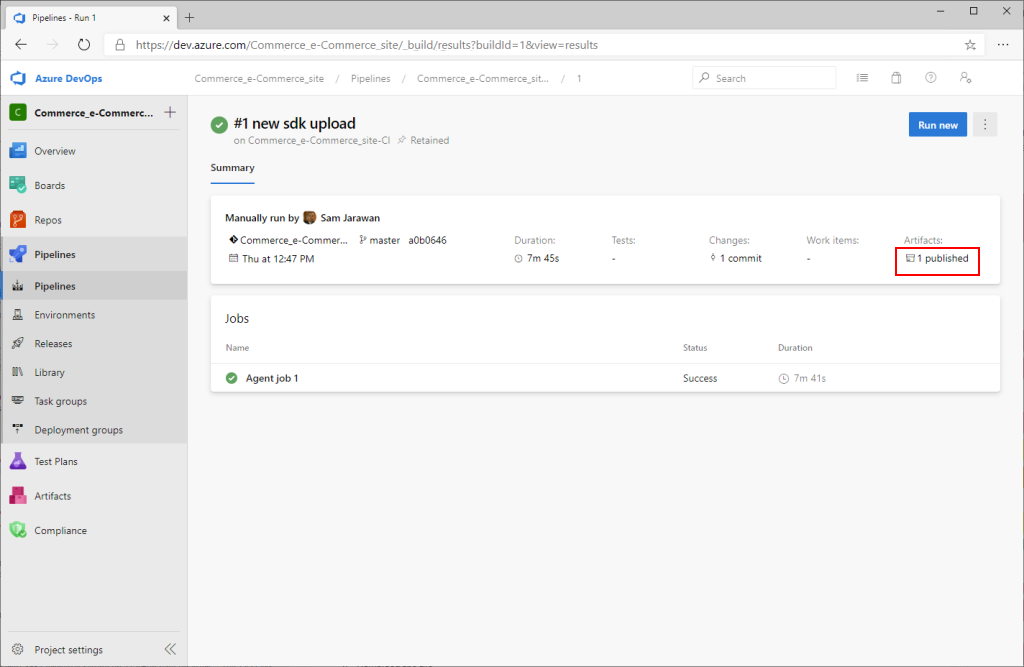 Pipelines - Run 1
https://dev.azure.com/Commerce_e-Commerce_site/_build/results?buildId=1&view=results
Azure DevOps
Commerce_e-Commerce_site / Pipelines / Commerce_e-Commerce_sit... / 1
Search
C Commerce_e-Commerc...
Overview
Boards
Repos
Pipelines
Pipelines
Environments
Releases
Library
Task groups
Deployment groups
Test Plans
Artifacts
Compliance
Project settings
#1 new sdk upload
on Commerce_e-Commerce_site-CI Retained
Run new
Summary
Manually run by Sam Jarawan
Commerce_e-Commer... master a0b0646
Thu at 12:47 PM
Duration:
7m 45s
Tests:
-
Changes:
1 commit
Work items:
-
Artifacts:
1 published
Jobs
Name Status Duration
Agent job 1 Success 7m 41s